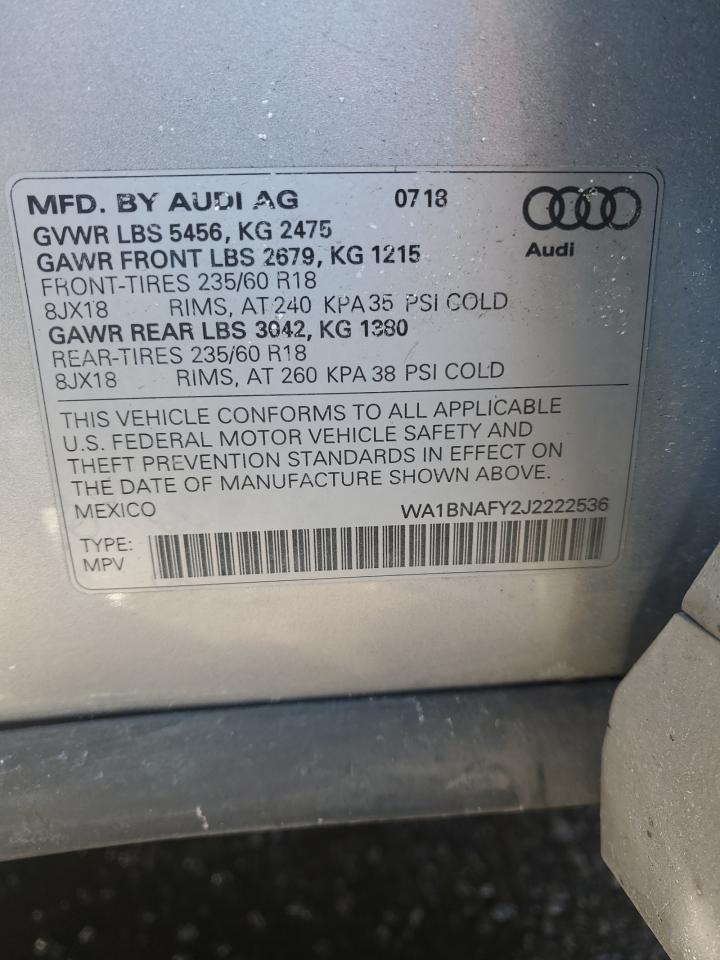 MFD. BY AUDI AG 0718
GVWR LBS 5456, KG 2475
GAWR FRONT LBS 2679, KG 1215
Audi
FRONT-TIRES 235/60 R18
8JX18 RIMS, AT 240 KPA 35 PSI COLD
GAWR REAR LBS 3042, KG 1380
REAR-TIRES 235/60 R18
8JX18 RIMS, AT 260 KPA 38 PSI COLD
THIS VEHICLE CONFORMS TO ALL APPLICABLE
U.S. FEDERAL MOTOR VEHICLE SAFETY AND
THEFT PREVENTION STANDARDS IN EFFECT ON
THE DATE OF MANUFACTURE SHOWN ABOVE.
MEXICO WA1BNAFY2J2222536
TYPE:
MPV